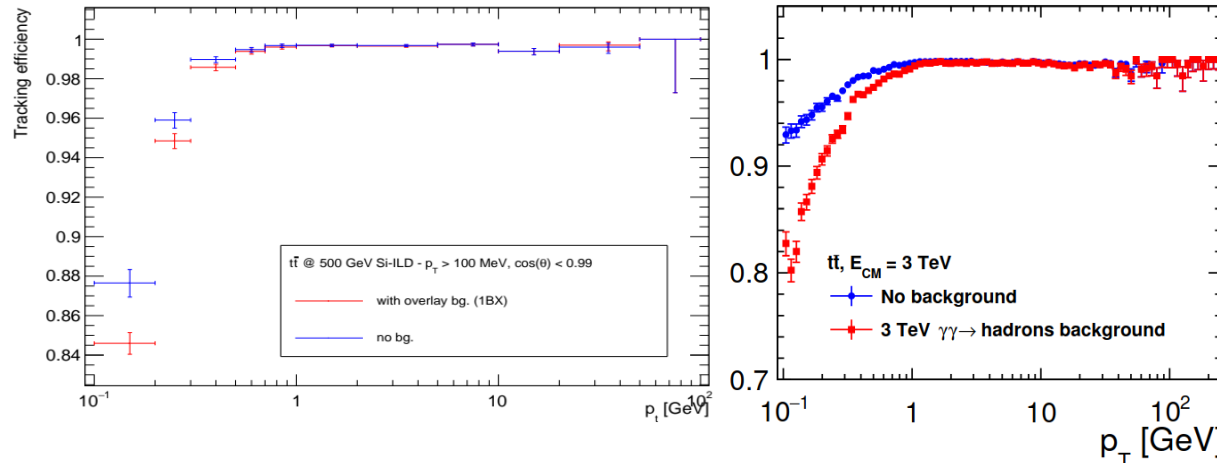 Tracking efficiency
1
0.98
0.96
0.94
0.92
0.9
0.88
0.86
0.84
tt̄ @ 500 GeV Si-ILD - p_T > 100 MeV, cos(θ) < 0.99
with overlay bg. (1BX)
no bg.
10⁻¹ 1 10 10²
p_t [GeV]
1
0.9
0.8
0.7
tt̄, E_CM = 3 TeV
No background
3 TeV γγ→ hadrons background
10⁻¹ 1 10 10²
p_T [GeV]